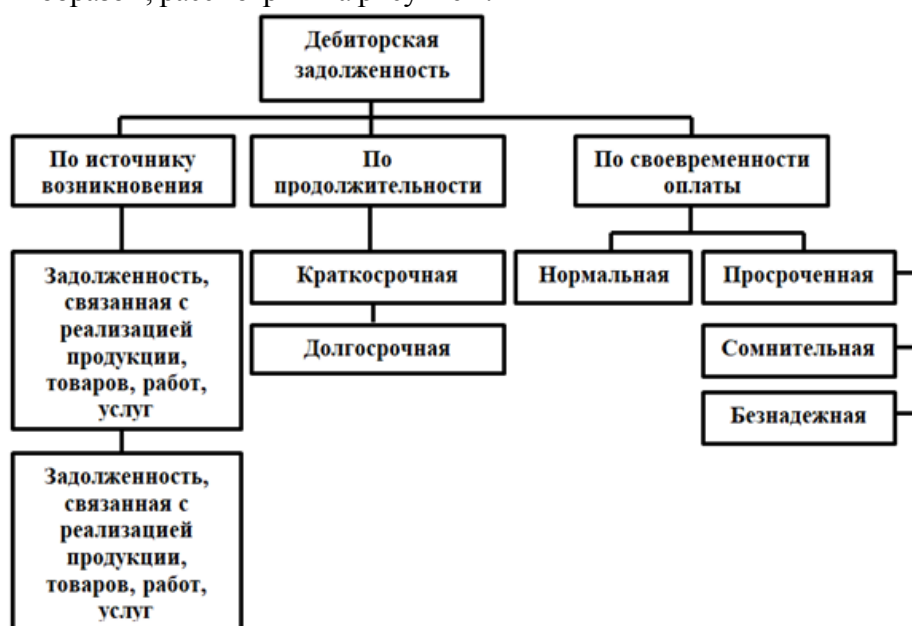 Дебиторская
задолженность
По источнику
возникновения
По
продолжительности
По своевременности
оплаты
Задолженность,
связанная с
реализацией
продукции,
товаров, работ,
услуг
Краткосрочная
Долгосрочная
Нормальная
Просроченная
Сомнительная
Безнадежная
Задолженность,
связанная с
реализацией
продукции,
товаров, работ,
услуг